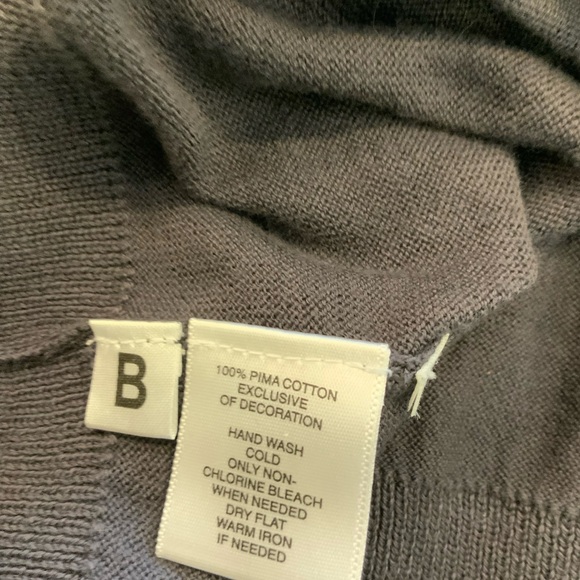 B
100% PIMA COTTON
EXCLUSIVE
OF DECORATION
HAND WASH
COLD
ONLY NON-
CHLORINE BLEACH
WHEN NEEDED
DRY FLAT
WARM IRON
IF NEEDED